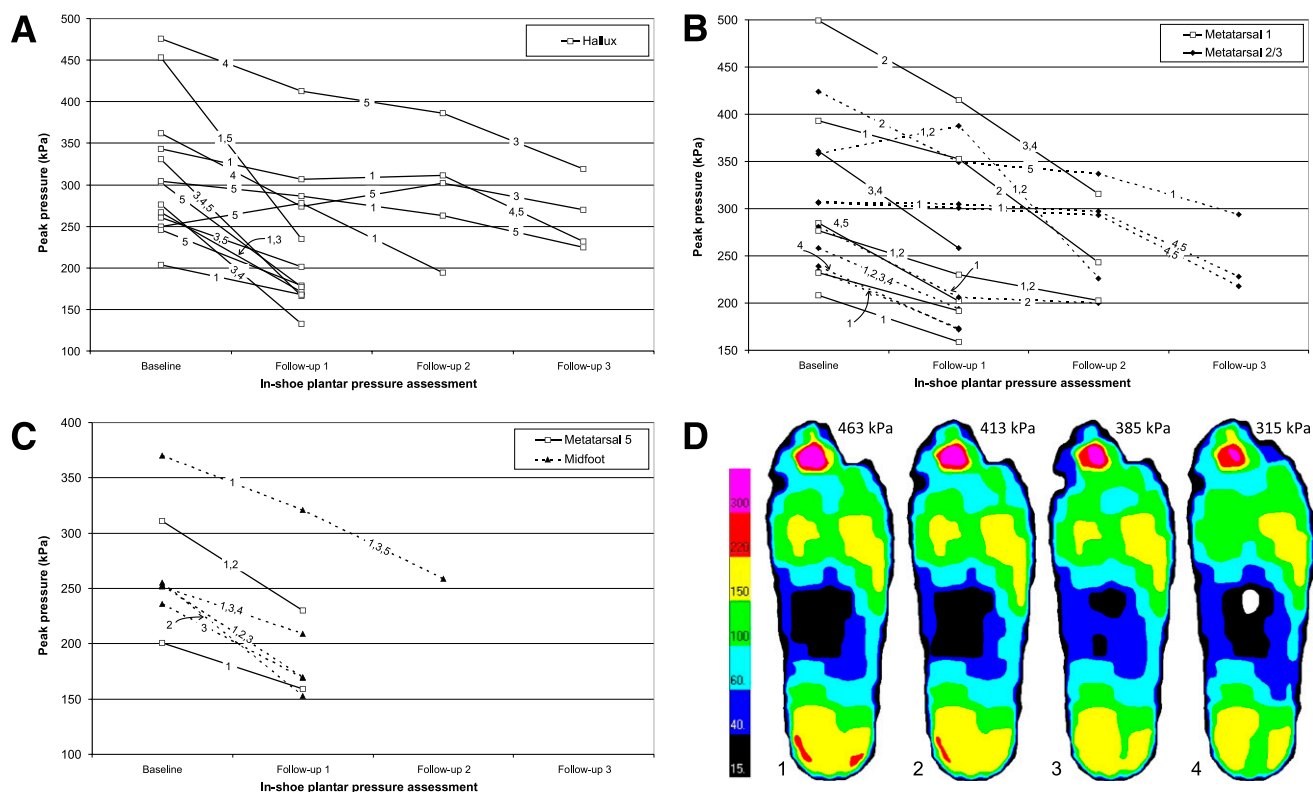 A
Hallux
500
450
400
350
300
250
200
150
100
Peak pressure (kPa)
4
5
3
1,5
1
1
4
5
5
3
5
3,4,5
1
4,5
5
1,3
3,5
1
5
5
3,4
1
Baseline
Follow-up 1
Follow-up 2
Follow-up 3
In-shoe plantar pressure assessment
B
Metatarsal 1
Metatarsal 2/3
500
450
400
350
300
250
200
150
Peak pressure (kPa)
2
2
1,2
1
3,4
5
1
3,4
2
1,2
1
1
4,5
4,5
4,5
4
1,2
1
1,2,3,4
1,2
2
1
1
Baseline
Follow-up 1
Follow-up 2
Follow-up 3
In-shoe plantar pressure assessment
C
Metatarsal 5
Midfoot
400
350
300
250
200
150
100
Peak pressure (kPa)
1
1,3,5
1,2
1,3,4
2
3
1,2,3
1
Baseline
Follow-up 1
Follow-up 2
Follow-up 3
In-shoe plantar pressure assessment
D
463 kPa
413 kPa
385 kPa
315 kPa
300
220
150
100
60.
40.
15.
1
2
3
4